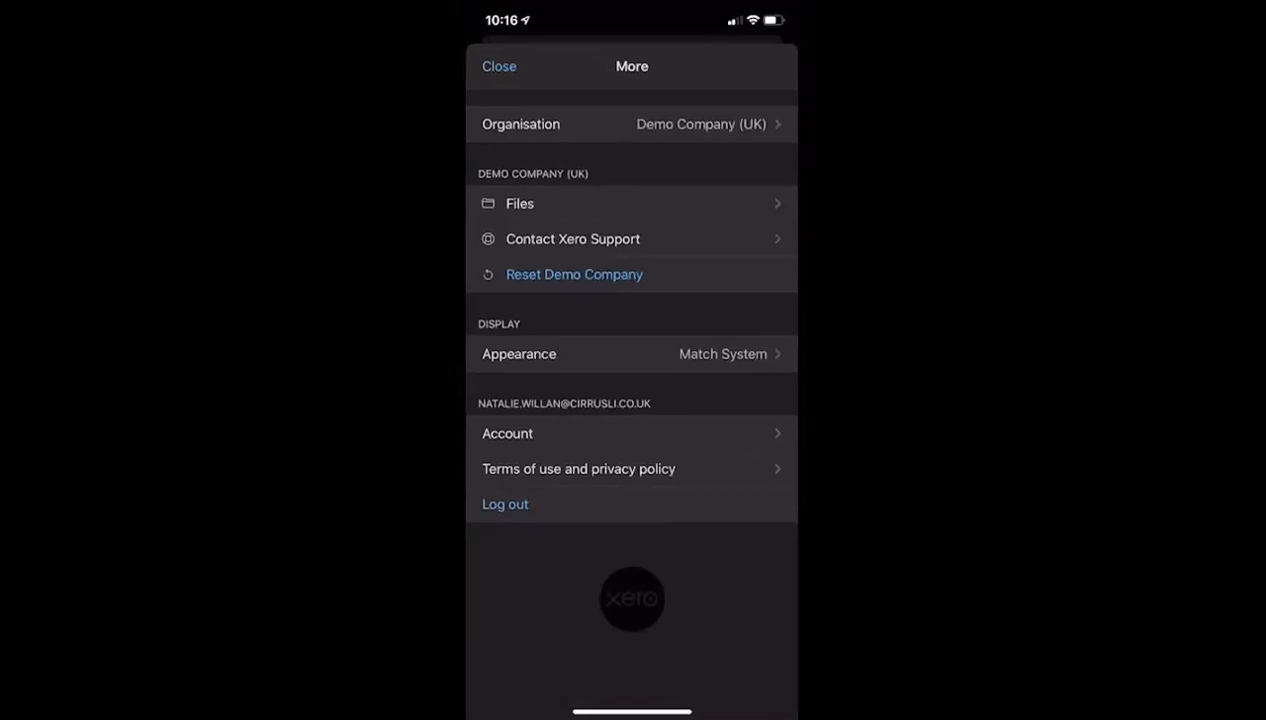 10:16
Close More
Organisation Demo Company (UK)
DEMO COMPANY (UK)
Files
Contact Xero Support
Reset Demo Company
DISPLAY
Appearance Match System
NATALIE.WILLAN@CIRRUSLI.CO.UK
Account
Terms of use and privacy policy
Log out
xero